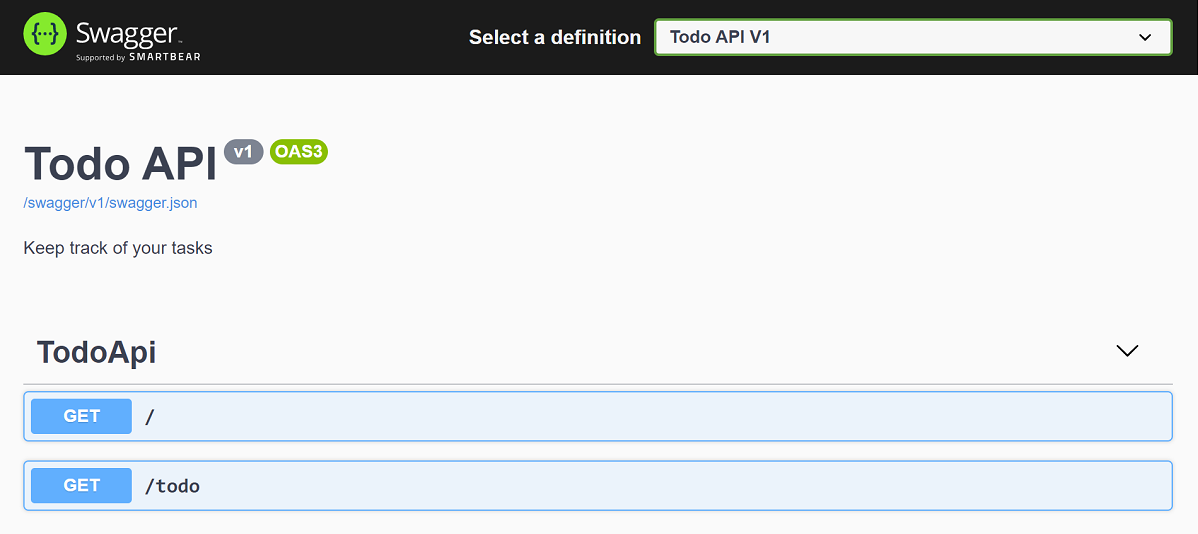 Swagger™
Supported by SMARTBEAR
Select a definition
Todo API V1
Todo API v1 OAS3
/swagger/v1/swagger.json
Keep track of your tasks
TodoApi
GET /
GET /todo